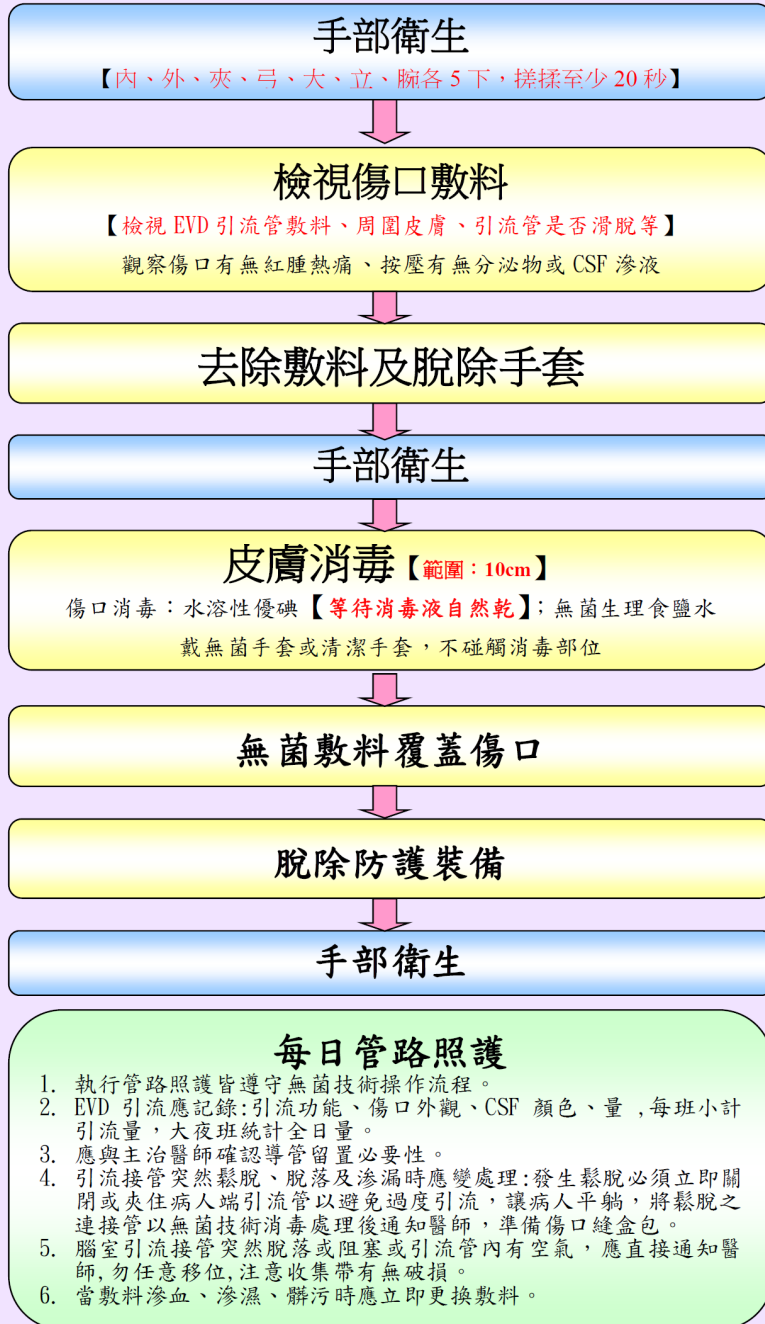 手部衛生
【內、外、夾、弓、大、立、腕各5下，搓揉至少20秒】
檢視傷口敷料
【檢視 EVD 引流管敷料、周圍皮膚、引流管是否滑脫等】
觀察傷口有無紅腫熱痛、按壓有無分泌物或 CSF 滲液
去除敷料及脫除手套
手部衛生
皮膚消毒【範圍：10cm】
傷口消毒：水溶性優碘【等待消毒液自然乾】；無菌生理食鹽水
戴無菌手套或清潔手套，不碰觸消毒部位
無菌敷料覆蓋傷口
脫除防護裝備
手部衛生
每日管路照護
1. 執行管路照護皆遵守無菌技術操作流程。
2. EVD 引流應記錄:引流功能、傷口外觀、CSF 顏色、量 ,每班小計
引流量，大夜班統計全日量。
3. 應與主治醫師確認導管留置必要性。
4. 引流接管突然鬆脫、脫落及滲漏時應變處理:發生鬆脫必須立即關
閉或夾住病人端引流管以避免過度引流，讓病人平躺，將鬆脫之
連接管以無菌技術消毒處理後通知醫師，準備傷口縫盒包。
5. 腦室引流接管突然脫落或阻塞或引流管內有空氣，應直接通知醫
師,勿任意移位,注意收集帶有無破損。
6. 當敷料滲血、滲濕、髒污時應立即更換敷料。